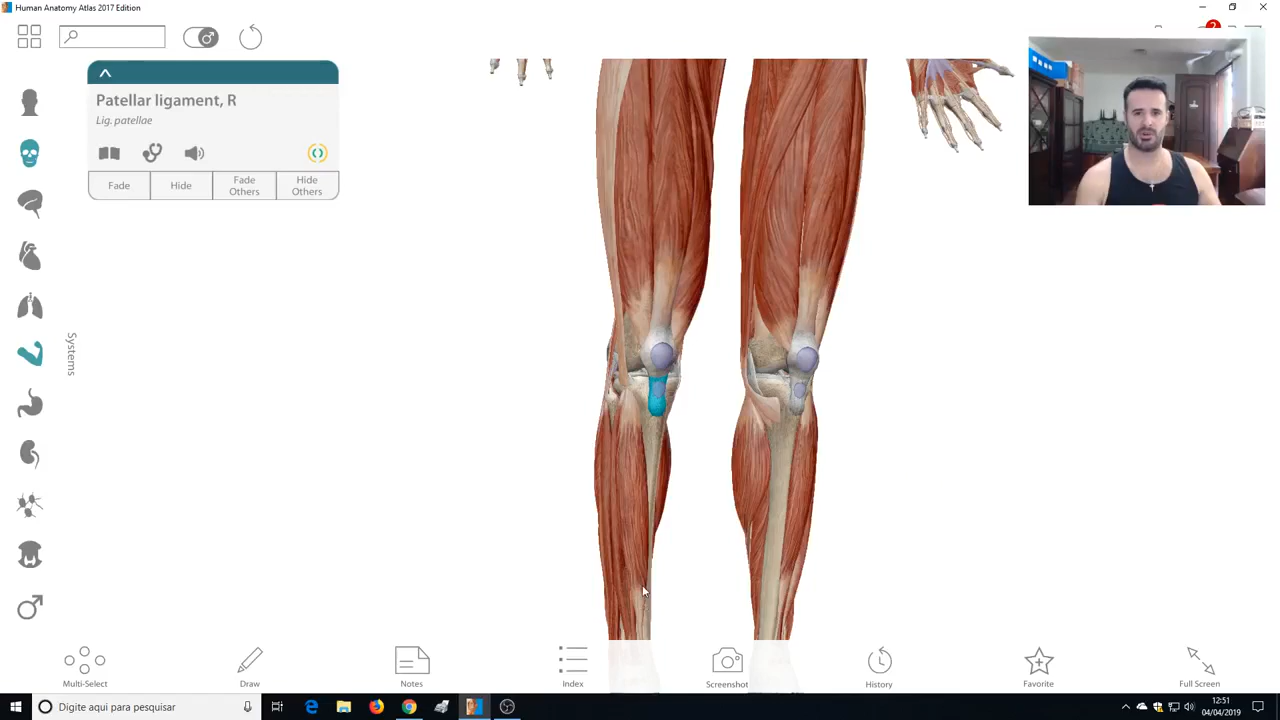 Human Anatomy Atlas 2017 Edition
2
Patellar ligament, R
Lig. patellae
Fade
Hide
Fade Others
Hide Others
Systems
Multi-Select
Draw
Notes
Index
Screenshot
History
Favorite
Full Screen
Digite aqui para pesquisar
12:51
04/04/2019